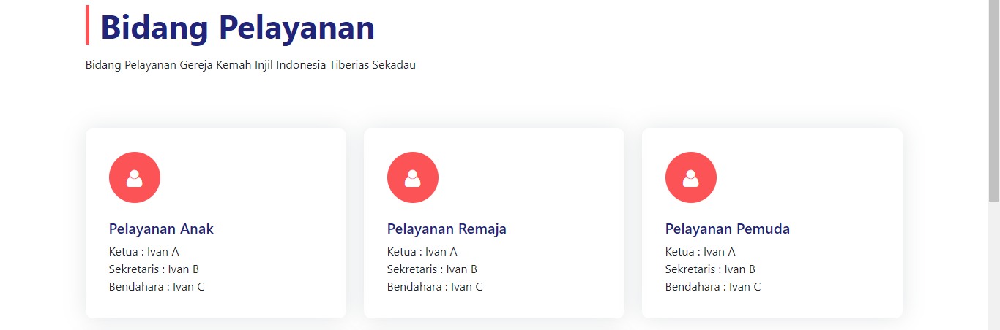 Bidang Pelayanan
Bidang Pelayanan Gereja Kemah Injil Indonesia Tiberias Sekadau
Pelayanan Anak
Ketua : Ivan A
Sekretaris : Ivan B
Bendahara : Ivan C
Pelayanan Remaja
Ketua : Ivan A
Sekretaris : Ivan B
Bendahara : Ivan C
Pelayanan Pemuda
Ketua : Ivan A
Sekretaris : Ivan B
Bendahara : Ivan C